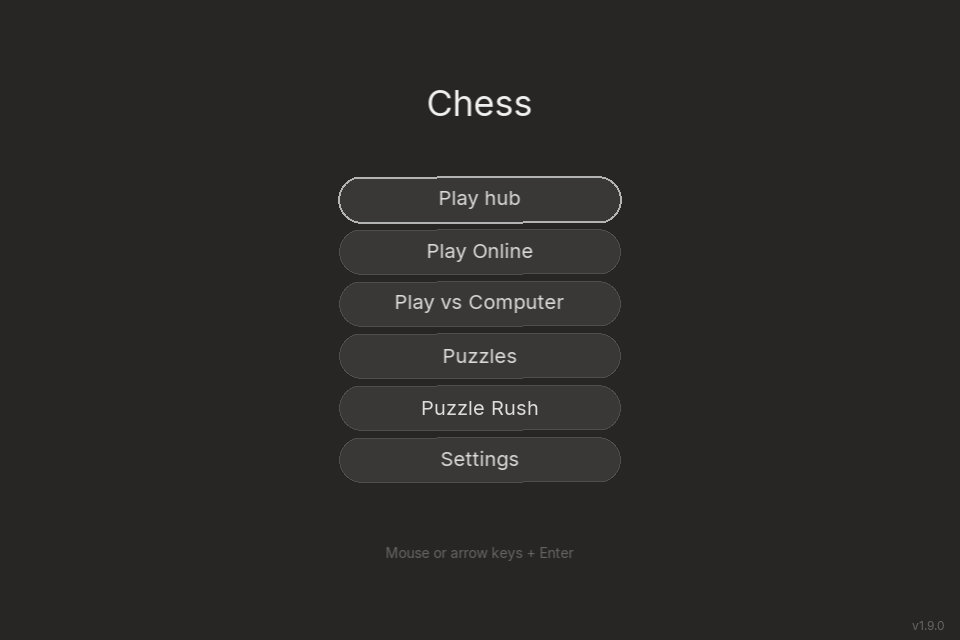 Chess
Play hub
Play Online
Play vs Computer
Puzzles
Puzzle Rush
Settings
Mouse or arrow keys + Enter
v1.9.0